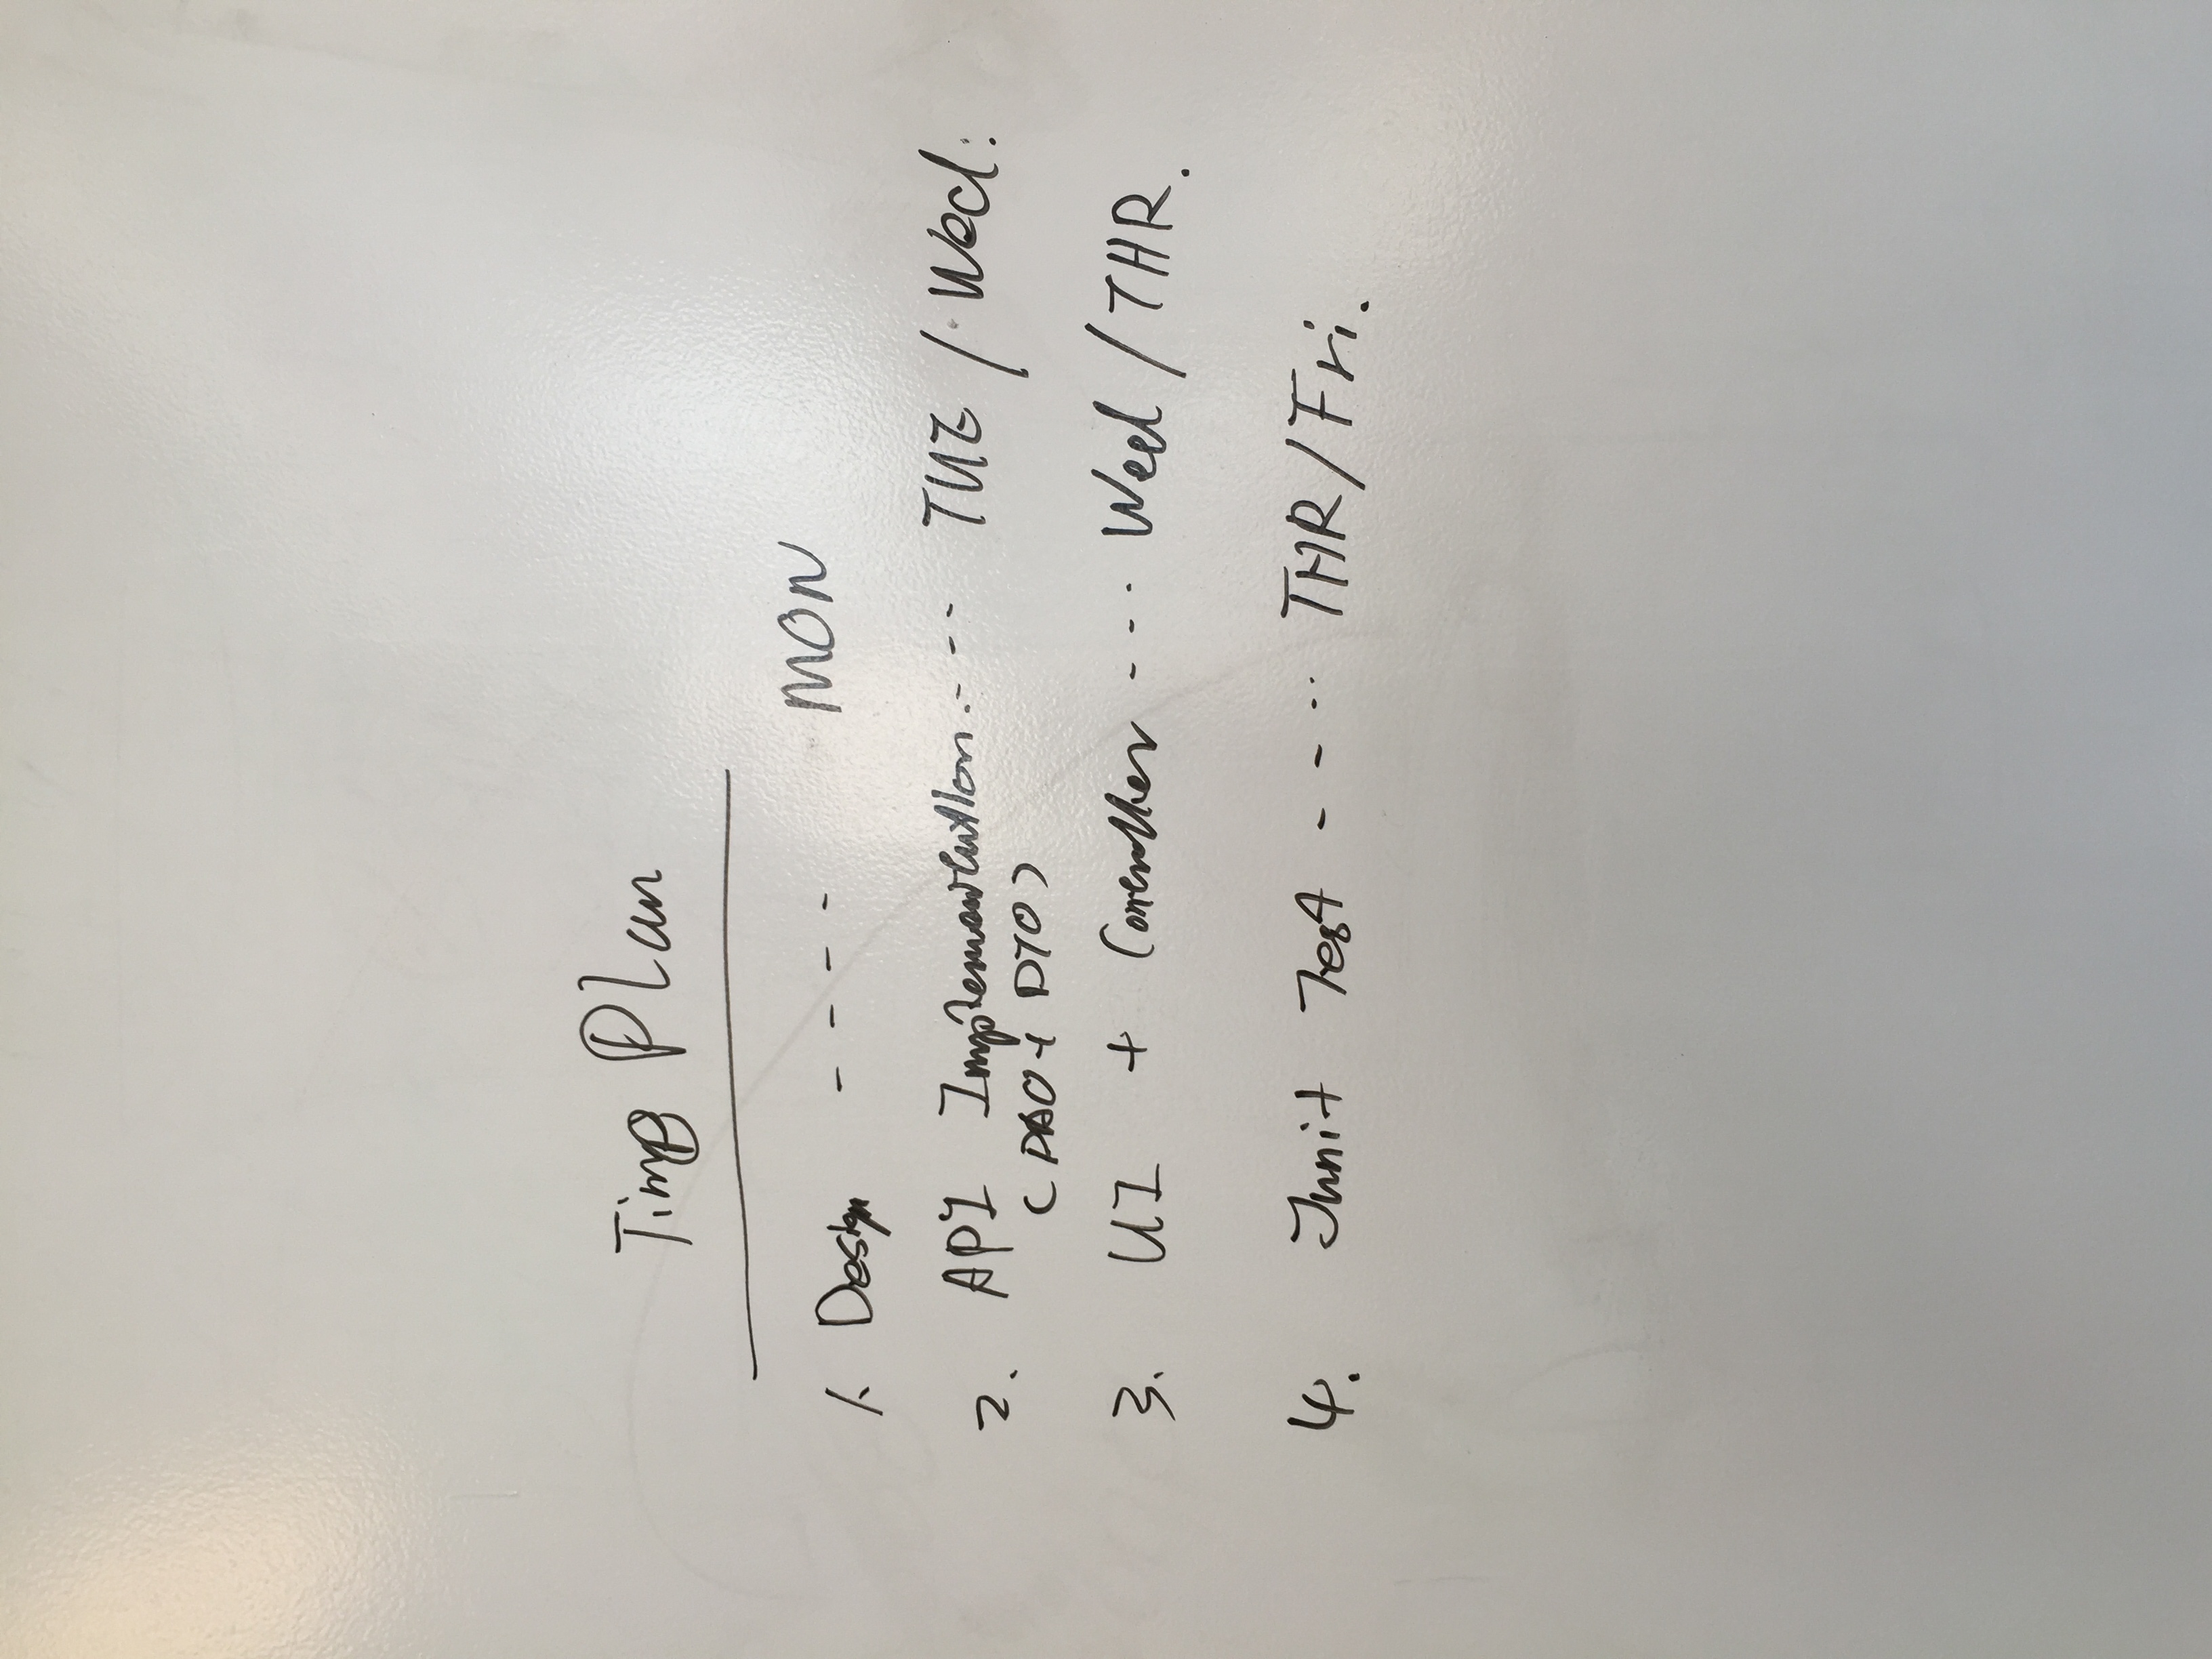 Time Plan
1. Design - - - - MON
2. API Implementation - - - TUE / Wed.
(DAO + DTO)
3. UI + Controller - - - Wed / THR.
4. Junit Test - - - - THR/Fri.